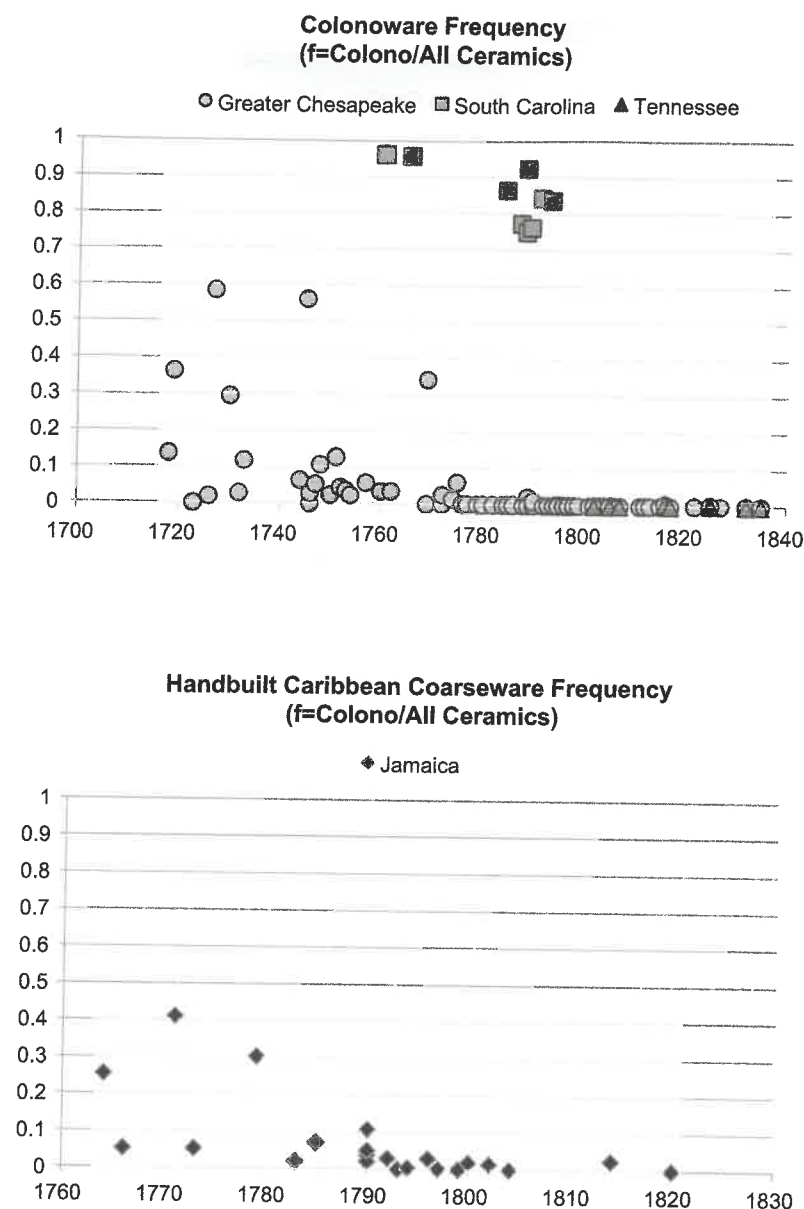 Colonoware Frequency
(f=Colono/All Ceramics)
Greater Chesapeake South Carolina Tennessee
1
0.9
0.8
0.7
0.6
0.5
0.4
0.3
0.2
0.1
0
1700 1720 1740 1760 1780 1800 1820 1840
Handbuilt Caribbean Coarseware Frequency
(f=Colono/All Ceramics)
Jamaica
1
0.9
0.8
0.7
0.6
0.5
0.4
0.3
0.2
0.1
0
1760 1770 1780 1790 1800 1810 1820 1830